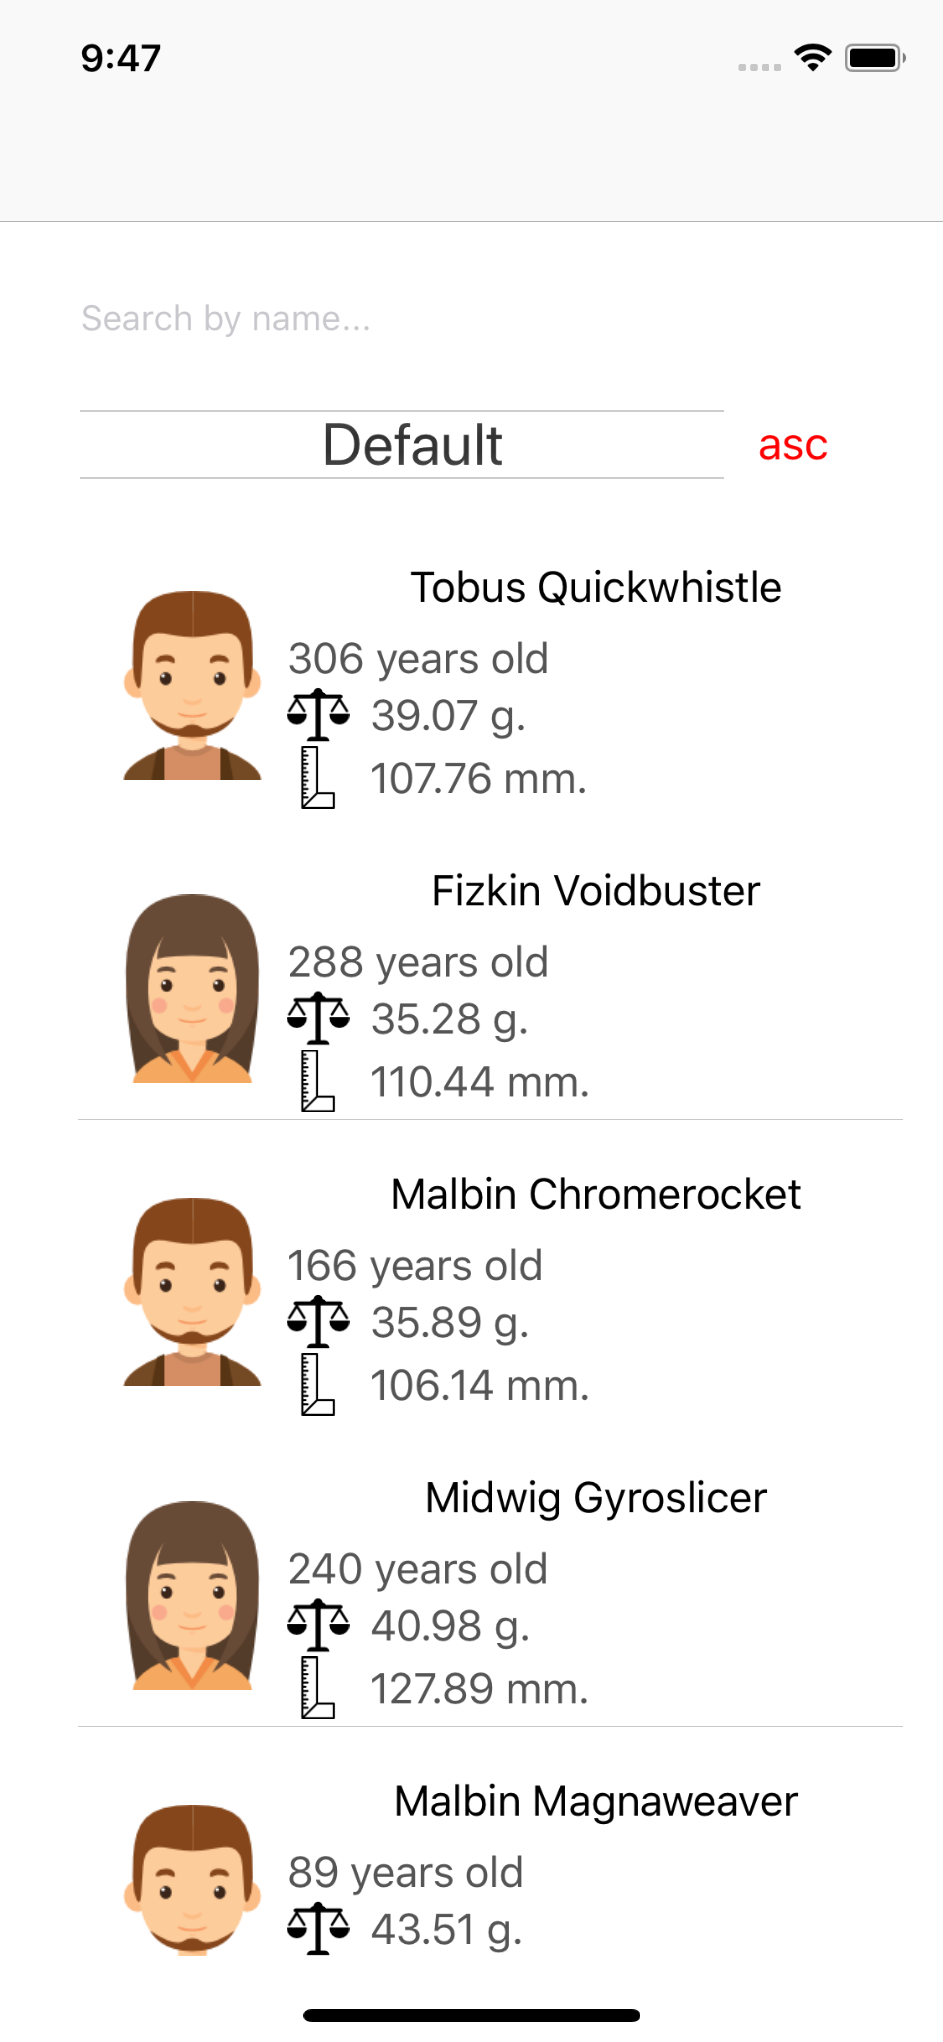 9:47
Search by name...
Default
asc
Tobus Quickwhistle
306 years old
39.07 g.
107.76 mm.
Fizkin Voidbuster
288 years old
35.28 g.
110.44 mm.
Malbin Chromerocket
166 years old
35.89 g.
106.14 mm.
Midwig Gyroslicer
240 years old
40.98 g.
127.89 mm.
Malbin Magnaweaver
89 years old
43.51 g.